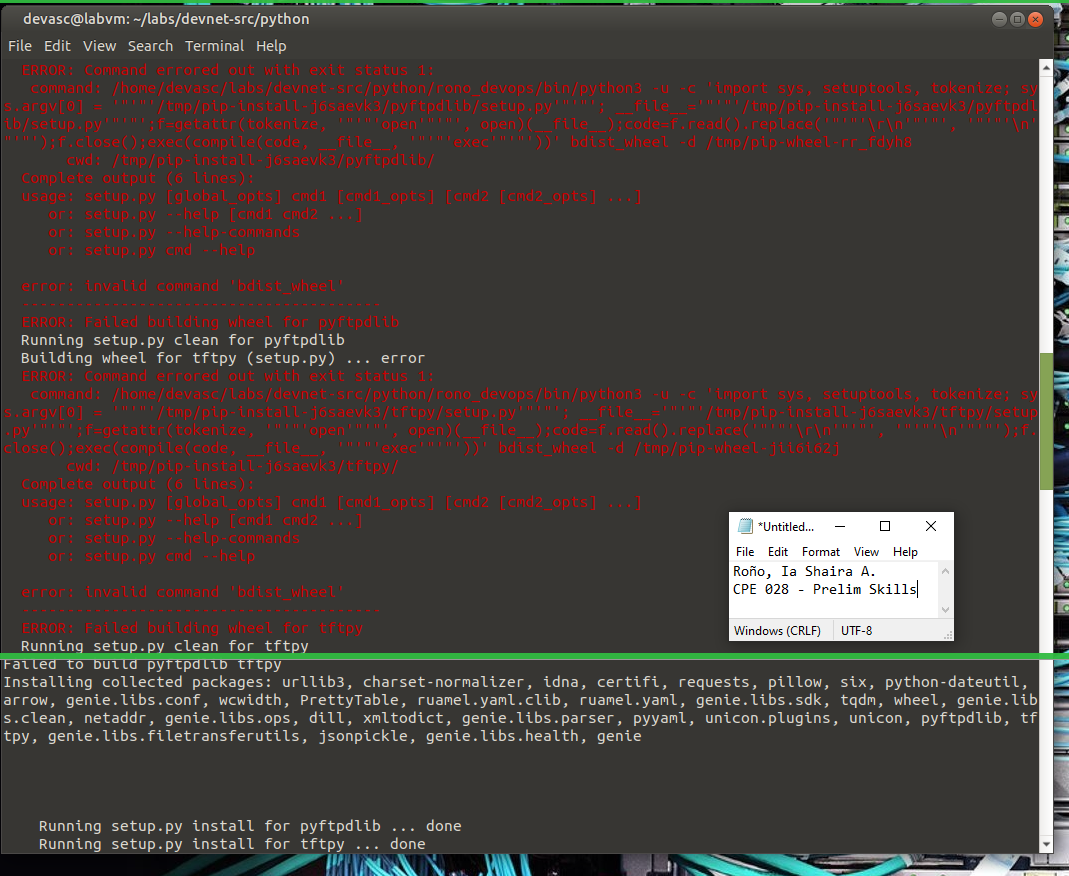 devasc@labvm: ~/labs/devnet-src/python
File Edit View Search Terminal Help
ERROR: Command errored out with exit status 1:
command: /home/devasc/labs/devnet-src/python/rono_devops/bin/python3 -u -c 'import sys, setuptools, tokenize; sy
s.argv[0] = '"'"'/tmp/pip-install-j6saevk3/pyftpdlib/setup.py'"'"'; __file__='"'"'/tmp/pip-install-j6saevk3/pyftpdl
ib/setup.py'"'"';f=getattr(tokenize, '"'"'open'"'"', open)(__file__);code=f.read().replace('"'"'\r\n'"'"', '"'"'\n'
"'"');f.close();exec(compile(code, __file__, '"'"'exec'"'"'))' bdist_wheel -d /tmp/pip-wheel-rr_fdyh8
cwd: /tmp/pip-install-j6saevk3/pyftpdlib/
Complete output (6 lines):
usage: setup.py [global_opts] cmd1 [cmd1_opts] [cmd2 [cmd2_opts] ...]
or: setup.py --help [cmd1 cmd2 ...]
or: setup.py --help-commands
or: setup.py cmd --help
error: invalid command 'bdist_wheel'
----------------------------------------
ERROR: Failed building wheel for pyftpdlib
Running setup.py clean for pyftpdlib
Building wheel for tftpy (setup.py) ... error
ERROR: Command errored out with exit status 1:
command: /home/devasc/labs/devnet-src/python/rono_devops/bin/python3 -u -c 'import sys, setuptools, tokenize; sy
s.argv[0] = '"'"'/tmp/pip-install-j6saevk3/tftpy/setup.py'"'"'; __file__='"'"'/tmp/pip-install-j6saevk3/tftpy/setup
.py'"'"';f=getattr(tokenize, '"'"'open'"'"', open)(__file__);code=f.read().replace('"'"'\r\n'"'"', '"'"'\n'"'"');f.
close();exec(compile(code, __file__, '"'"'exec'"'"'))' bdist_wheel -d /tmp/pip-wheel-jii6i62j
cwd: /tmp/pip-install-j6saevk3/tftpy/
Complete output (6 lines):
usage: setup.py [global_opts] cmd1 [cmd1_opts] [cmd2 [cmd2_opts] ...]
or: setup.py --help [cmd1 cmd2 ...]
or: setup.py --help-commands
or: setup.py cmd --help
error: invalid command 'bdist_wheel'
----------------------------------------
ERROR: Failed building wheel for tftpy
Running setup.py clean for tftpy
*Untitled...
File Edit Format View Help
Roño, Ia Shaira A.
CPE 028 - Prelim Skills
Windows (CRLF) UTF-8
Failed to build pyftpdlib tftpy
Installing collected packages: urllib3, charset-normalizer, idna, certifi, requests, pillow, six, python-dateutil,
arrow, genie.libs.conf, wcwidth, PrettyTable, ruamel.yaml.clib, ruamel.yaml, genie.libs.sdk, tqdm, wheel, genie.lib
s.clean, netaddr, genie.libs.ops, dill, xmltodict, genie.libs.parser, pyyaml, unicon.plugins, unicon, pyftpdlib, tf
tpy, genie.libs.filetransferutils, jsonpickle, genie.libs.health, genie
Running setup.py install for pyftpdlib ... done
Running setup.py install for tftpy ... done